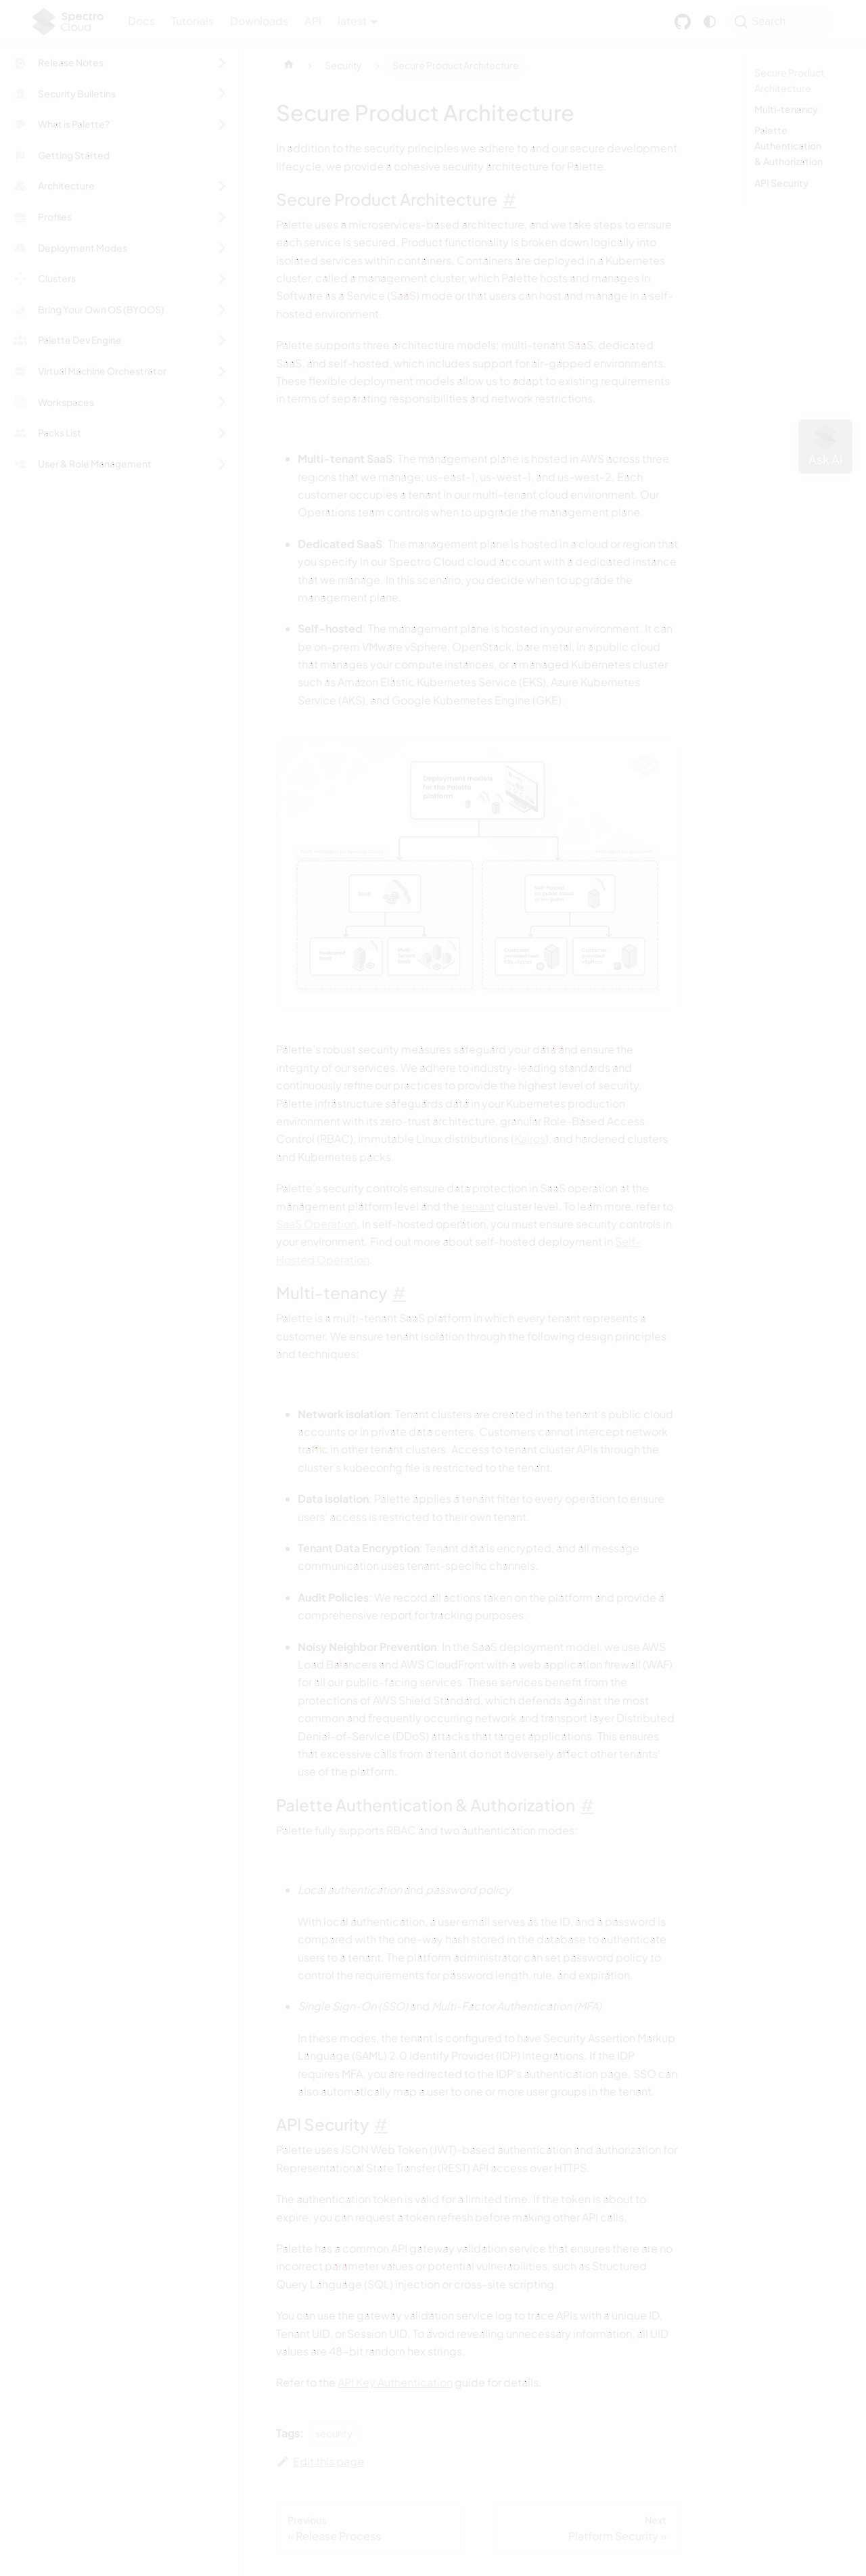 Spectro Cloud
Docs
Tutorials
Downloads
API
latest
Search
Release Notes
Security Bulletins
What is Palette?
Getting Started
Architecture
Profiles
Deployment Modes
Clusters
Bring Your Own OS (BYOOS)
Palette Dev Engine
Virtual Machine Orchestrator
Workspaces
Packs List
User & Role Management
Security
Secure Product Architecture
Secure Product Architecture
In addition to the security principles we adhere to and our secure development
lifecycle, we provide a cohesive security architecture for Palette.
Secure Product Architecture #
Palette uses a microservices-based architecture, and we take steps to ensure
each service is secured. Product functionality is broken down logically into
isolated services within containers. Containers are deployed in a Kubernetes
cluster, called a management cluster, which Palette hosts and manages in
Software as a Service (SaaS) mode or that users can host and manage in a self-
hosted environment.
Palette supports three architecture models: multi-tenant SaaS, dedicated
SaaS, and self-hosted, which includes support for air-gapped environments.
These flexible deployment models allow us to adapt to existing requirements
in terms of separating responsibilities and network restrictions.
• Multi-tenant SaaS: The management plane is hosted in AWS across three
regions that we manage: us-east-1, us-west-1, and us-west-2. Each
customer occupies a tenant in our multi-tenant cloud environment. Our
Operations team controls when to upgrade the management plane.
• Dedicated SaaS: The management plane is hosted in a cloud or region that
you specify in our Spectro Cloud cloud account with a dedicated instance
that we manage. In this scenario, you decide when to upgrade the
management plane.
• Self-hosted: The management plane is hosted in your environment. It can
be on-prem VMware vSphere, OpenStack, bare metal, in a public cloud
that manages your compute instances, or a managed Kubernetes cluster
such as Amazon Elastic Kubernetes Service (EKS), Azure Kubernetes
Service (AKS), and Google Kubernetes Engine (GKE).
Deployment models
for the Palette
platform
SaaS
Dedicated
SaaS
Multi-
Tenant
SaaS
Palette's robust security measures safeguard your data and ensure the
integrity of our services. We adhere to industry-leading standards and
continuously refine our practices to provide the highest level of security.
Palette infrastructure safeguards data in your Kubernetes production
environment with its zero-trust architecture, granular Role-Based Access
Control (RBAC), immutable Linux distributions (Kairos), and hardened clusters
and Kubernetes packs.
Palette's security controls ensure data protection in SaaS operation at the
management platform level and the tenant cluster level. To learn more, refer to
SaaS Operation. In self-hosted operation, you must ensure security controls in
your environment. Find out more about self-hosted deployment in Self-
Hosted Operation.
Multi-tenancy #
Palette is a multi-tenant SaaS platform in which every tenant represents a
customer. We ensure tenant isolation through the following design principles
and techniques:
• Network isolation: Tenant clusters are created in the tenant's public cloud
accounts or in private data centers. Customers cannot intercept network
traffic in other tenant clusters. Access to tenant cluster APIs through the
cluster's kubeconfig file is restricted to the tenant.
• Data isolation: Palette applies a tenant filter to every operation to ensure
users' access is restricted to their own tenant.
• Tenant Data Encryption: Tenant data is encrypted, and all message
communication uses tenant-specific channels.
• Audit Policies: We record all actions taken on the platform and provide a
comprehensive report for tracking purposes.
• Noisy Neighbor Prevention: In the SaaS deployment model, we use AWS
Load Balancers and AWS CloudFront with a web application firewall (WAF)
for all our public-facing services. These services benefit from the
protections of AWS Shield Standard, which defends against the most
common and frequently occurring network and transport layer Distributed
Denial-of-Service (DDoS) attacks that target applications. This ensures
that excessive calls from a tenant do not adversely affect other tenants'
use of the platform.
Palette Authentication & Authorization #
Palette fully supports RBAC and two authentication modes:
• Local authentication and password policy
With local authentication, a user email serves as the ID, and a password is
compared with the one-way hash stored in the database to authenticate
users to a tenant. The platform administrator can set password policy to
control the requirements for password length, rule, and expiration.
• Single Sign-On (SSO) and Multi-Factor Authentication (MFA)
In these modes, the tenant is configured to have Security Assertion Markup
Language (SAML) 2.0 Identify Provider (IDP) integrations. If the IDP
requires MFA, you are redirected to the IDP's authentication page. SSO can
also automatically map a user to one or more user groups in the tenant.
API Security #
Palette uses JSON Web Token (JWT)-based authentication and authorization for
Representational State Transfer (REST) API access over HTTPS.
The authentication token is valid for a limited time. If the token is about to
expire, you can request a token refresh before making other API calls.
Palette has a common API gateway validation service that ensures there are no
incorrect parameter values or potential vulnerabilities, such as Structured
Query Language (SQL) injection or cross-site scripting.
You can use the gateway validation service log to trace APIs with a unique ID,
Tenant UID, or Session UID. To avoid revealing unnecessary information, all UID
values are 48-bit random hex strings.
Refer to the API Key Authentication guide for details.
Tags: security
Edit this page
Previous
« Release Process
Next
Platform Security »
Secure Product
Architecture
Multi-tenancy
Palette
Authentication
& Authorization
API Security
Ask AI